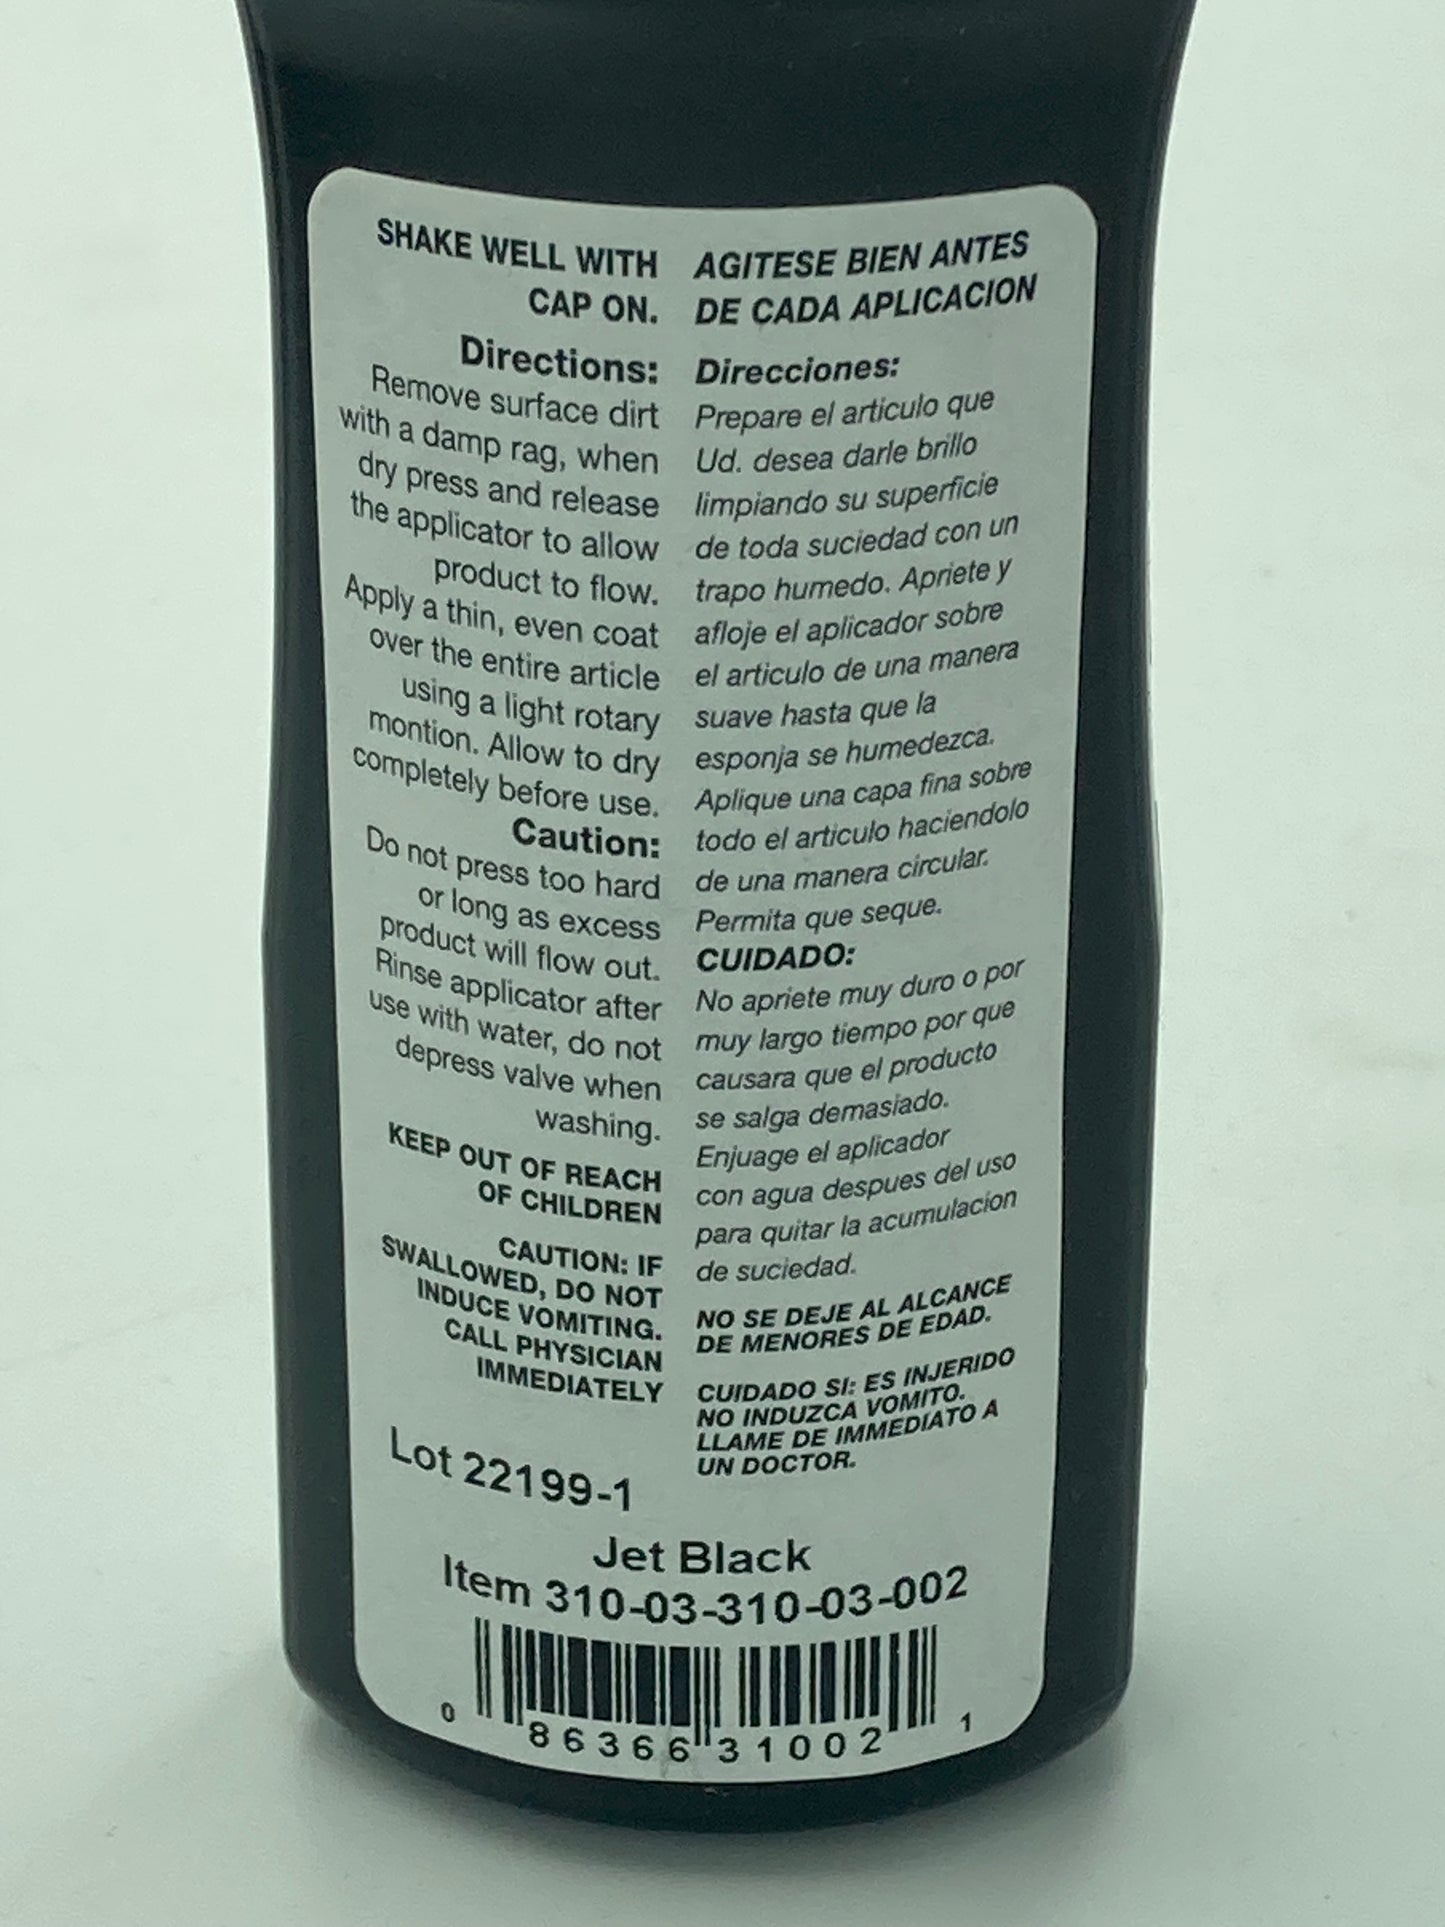 SHAKE WELL WITH
CAP ON.
Directions:
Remove surface dirt
with a damp rag, when
dry press and release
the applicator to allow
product to flow.
Apply a thin, even coat
over the entire article
using a light rotary
montion. Allow to dry
completely before use.
Caution:
Do not press too hard
or long as excess
product will flow out.
Rinse applicator after
use with water, do not
depress valve when
washing.
KEEP OUT OF REACH
OF CHILDREN
CAUTION: IF
SWALLOWED, DO NOT
INDUCE VOMITING.
CALL PHYSICIAN
IMMEDIATELY
AGITESE BIEN ANTES
DE CADA APLICACION
Direcciones:
Prepare el articulo que
Ud. desea darle brillo
limpiando su superficie
de toda suciedad con un
trapo humedo. Apriete y
afloje el aplicador sobre
el articulo de una manera
suave hasta que la
esponja se humedezca.
Aplique una capa fina sobre
todo el articulo haciendolo
de una manera circular.
Permita que seque.
CUIDADO:
No apriete muy duro o por
muy largo tiempo por que
causara que el producto
se salga demasiado.
Enjuage el aplicador
con agua despues del uso
para quitar la acumulacion
de suciedad.
NO SE DEJE AL ALCANCE
DE MENORES DE EDAD.
CUIDADO SI: ES INJERIDO
NO INDUZCA VOMITO.
LLAME DE IMMEDIATO A
UN DOCTOR.
Lot 22199-1
Jet Black
Item 310-03-310-03-002
0 86366 31002 1